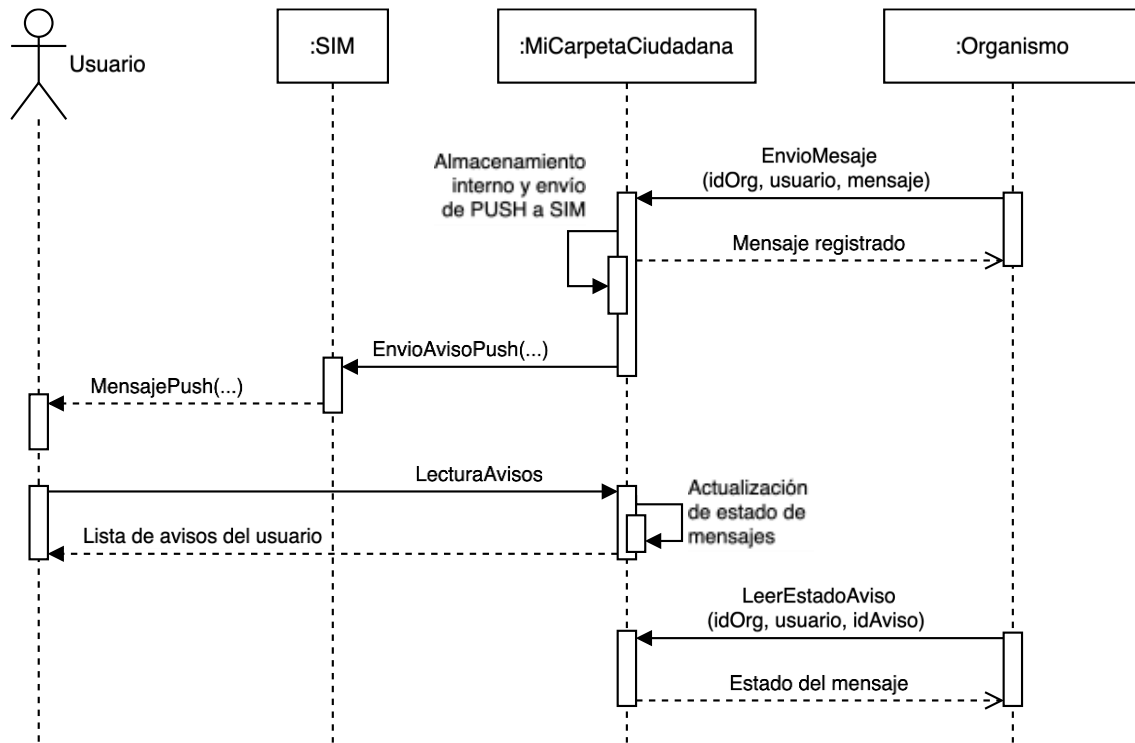 Usuario
:SIM
:MiCarpetaCiudadana
:Organismo
Almacenamiento
interno y envío
de PUSH a SIM
EnvioMesaje
(idOrg, usuario, mensaje)
Mensaje registrado
EnvioAvisoPush(...)
MensajePush(...)
LecturaAvisos
Actualización
de estado de
mensajes
Lista de avisos del usuario
LeerEstadoAviso
(idOrg, usuario, idAviso)
Estado del mensaje